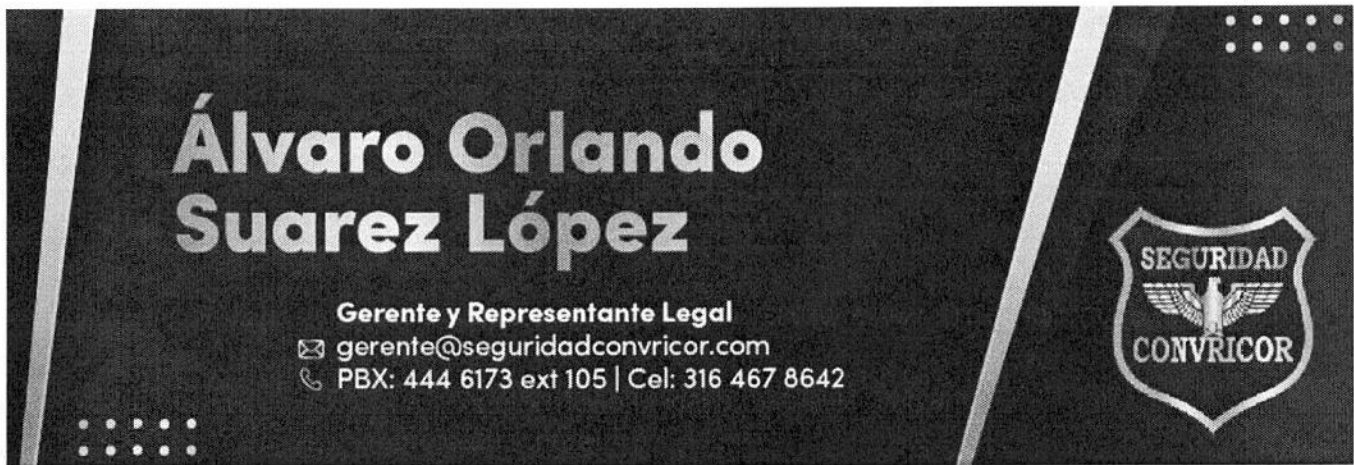 Álvaro Orlando
Suarez López
Gerente y Representante Legal
gerente@seguridadconvricor.com
PBX: 444 6173 ext 105 | Cel: 316 467 8642
SEGURIDAD
CONVRICOR